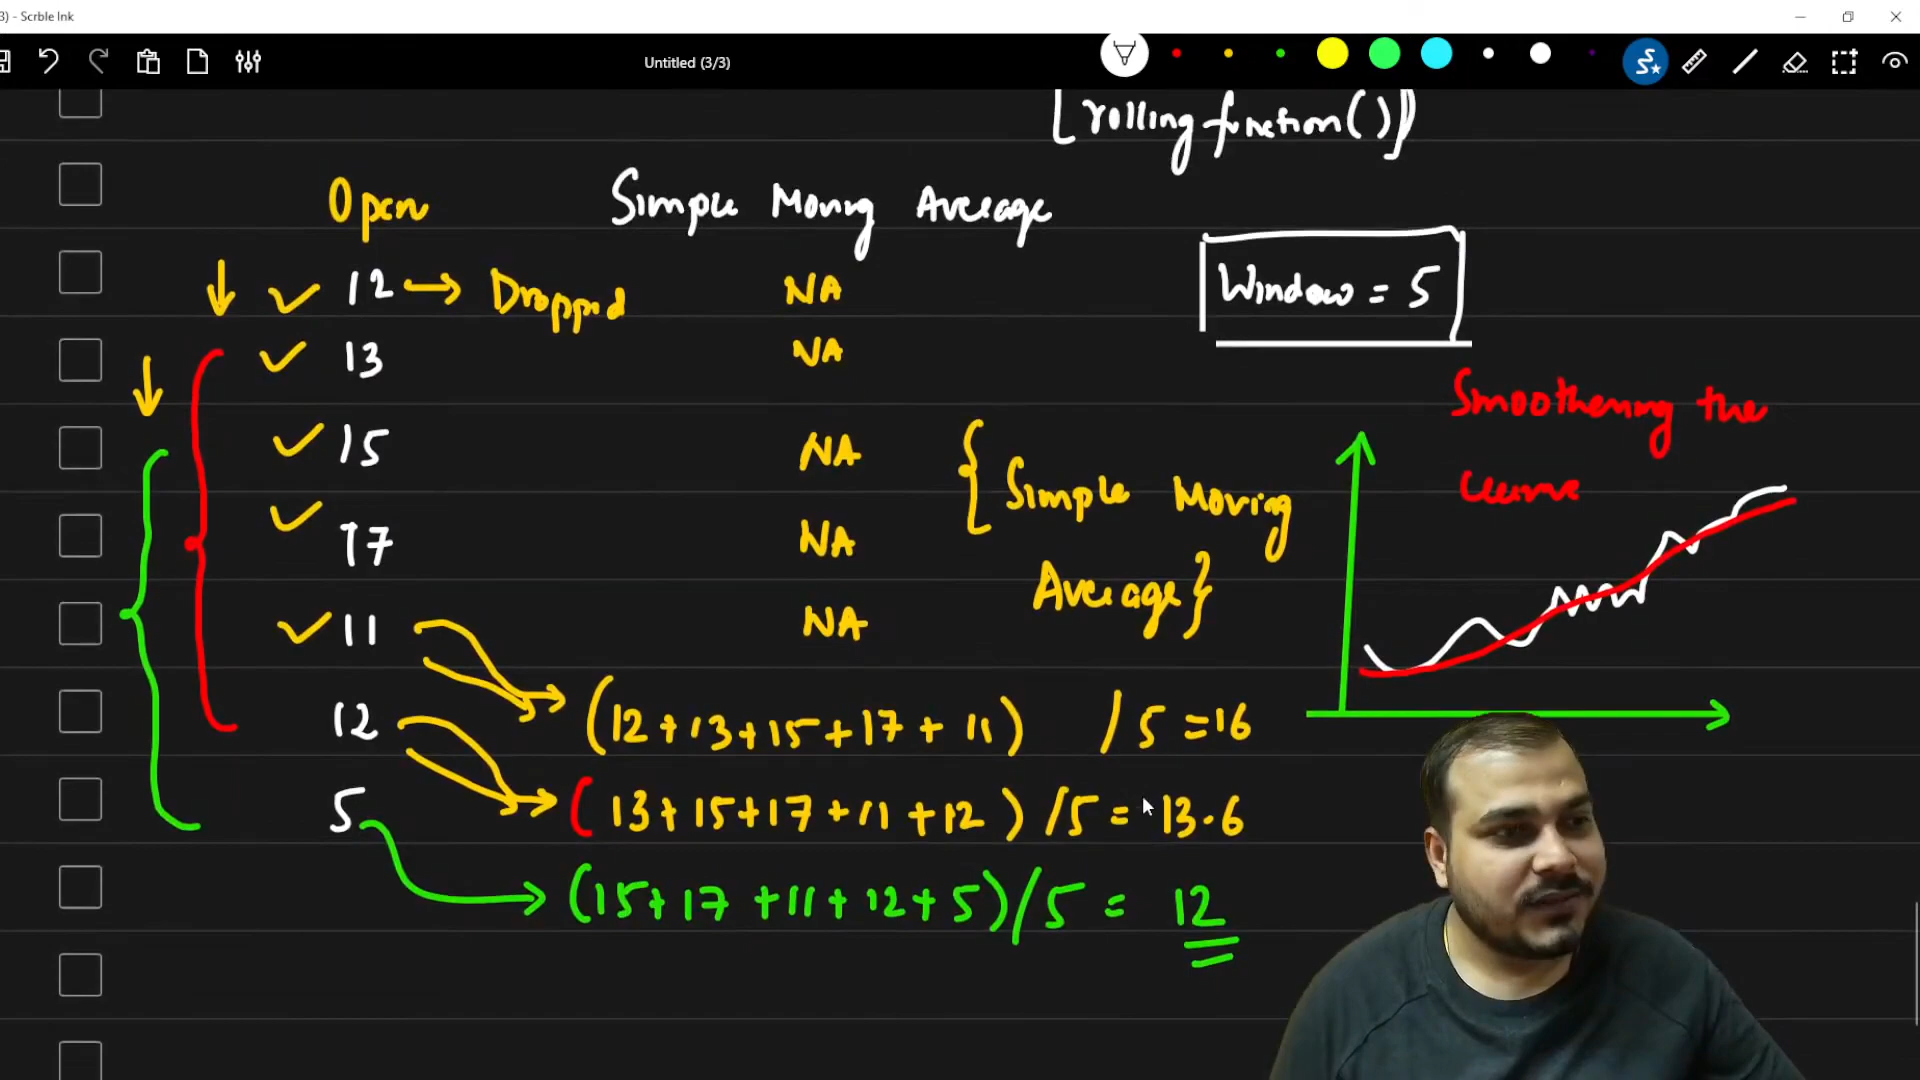 3) - Scrble Ink
Untitled (3/3)
[rolling function()]
Open Simple Moving Average
12 → Dropped NA
Window = 5
13 NA
Smoothening the
curve
15 NA
{Simple Moving
Average}
17 NA
11 NA
12 (12+13+15+17+11) / 5 =16
5 (13+15+17+11+12) /5 = 13.6
(15+17+11+12+5)/5 = 12